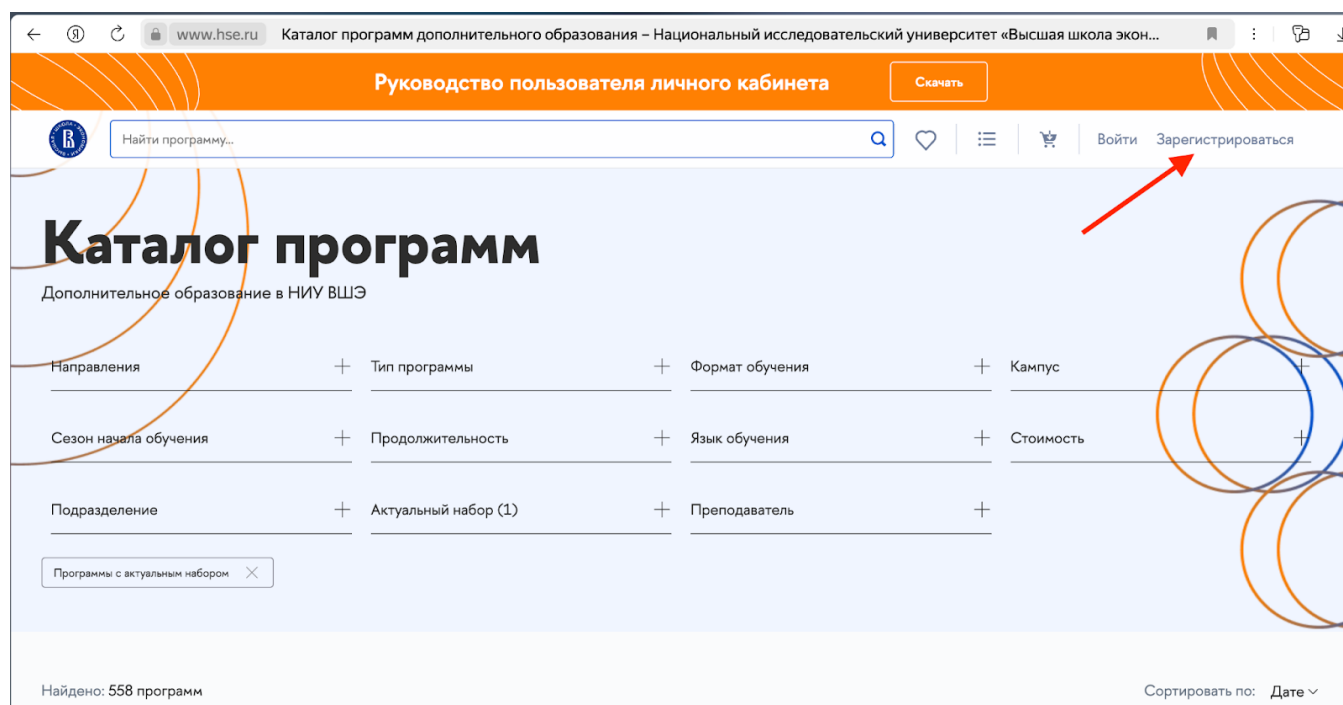 www.hse.ru Каталог программ дополнительного образования – Национальный исследовательский университет «Высшая школа экон...
Руководство пользователя личного кабинета Скачать
Найти программу... Войти Зарегистрироваться
Каталог программ
Дополнительное образование в НИУ ВШЭ
Направления Тип программы Формат обучения Кампус
Сезон начала обучения Продолжительность Язык обучения Стоимость
Подразделение Актуальный набор (1) Преподаватель
Программы с актуальным набором
Найдено: 558 программ Сортировать по: Дате